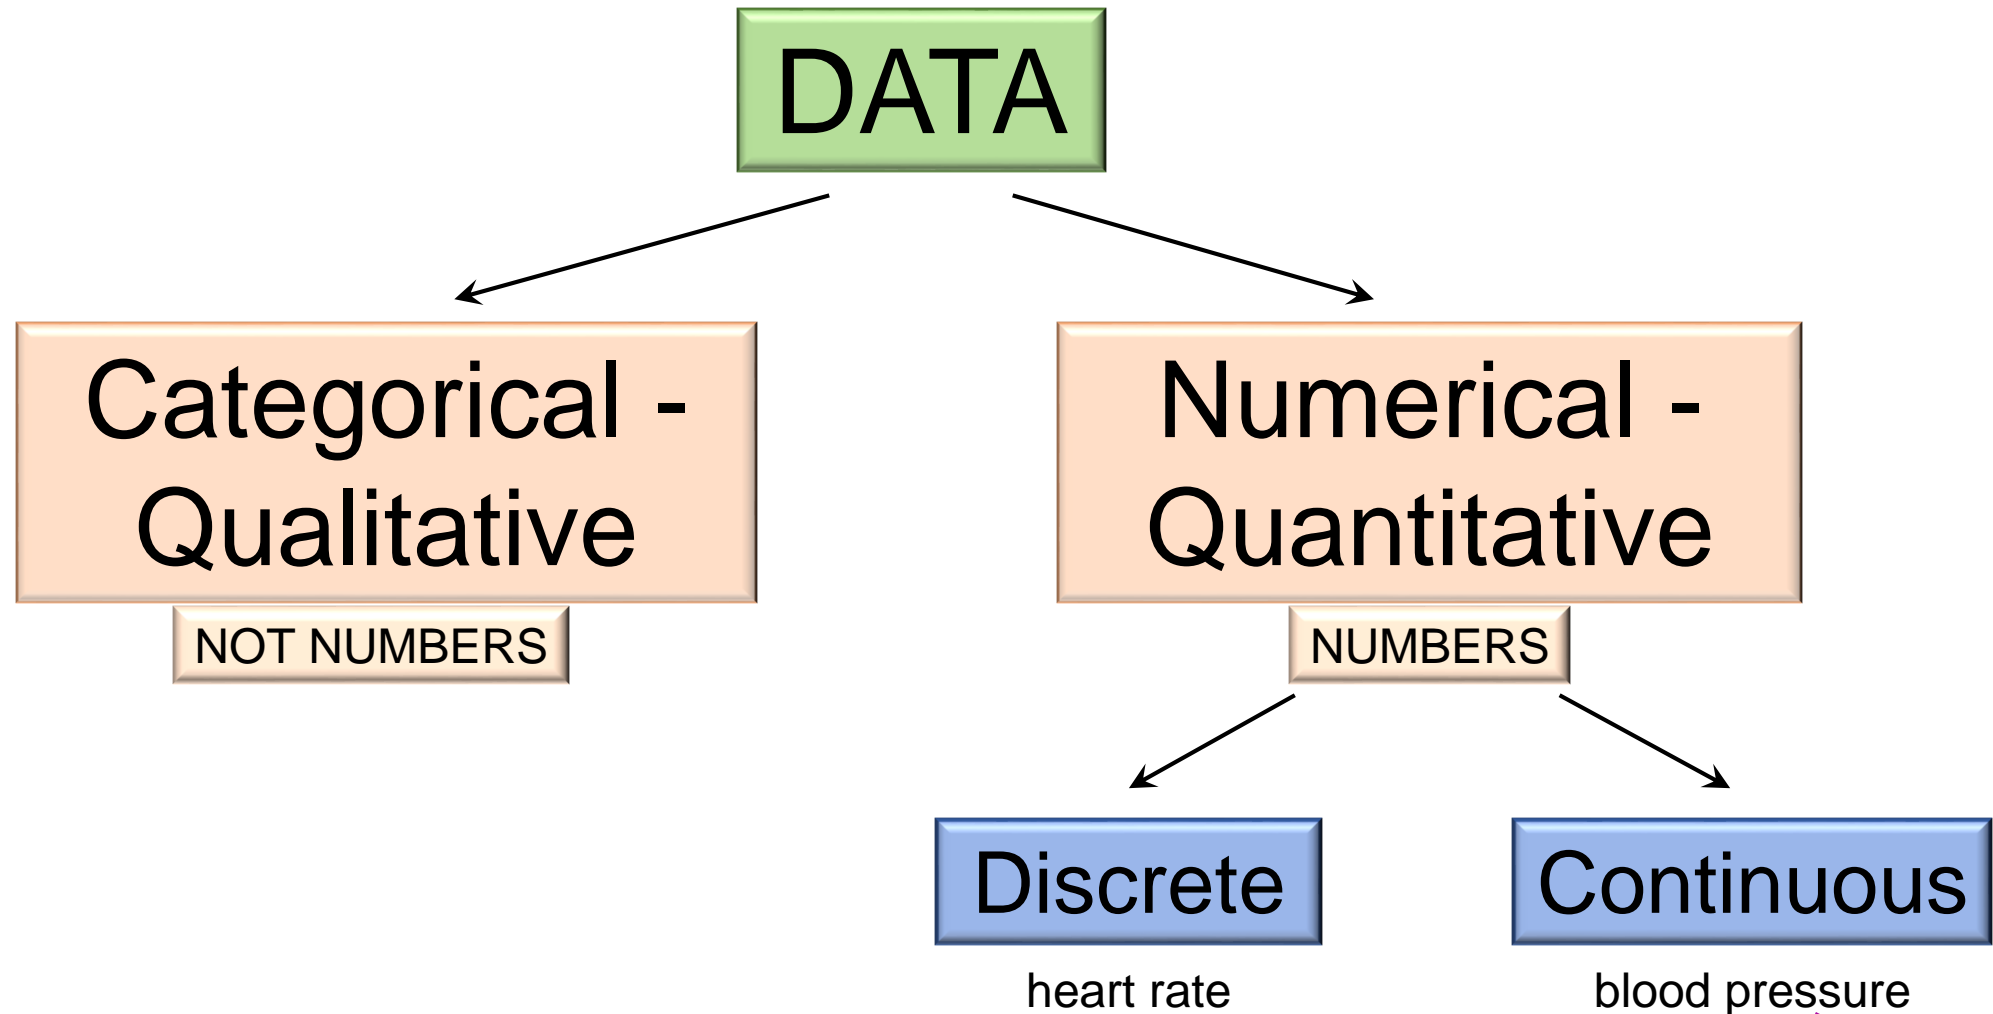 DATA
Categorical -
Qualitative
NOT NUMBERS
Numerical -
Quantitative
NUMBERS
Discrete
heart rate
Continuous
blood pressure